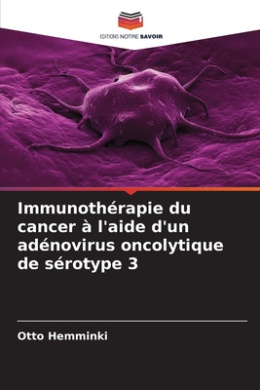 EDITIONS NOTRE SAVOIR
Immunothérapie du
cancer à l'aide d'un
adénovirus oncolytique
de sérotype 3
Otto Hemminki